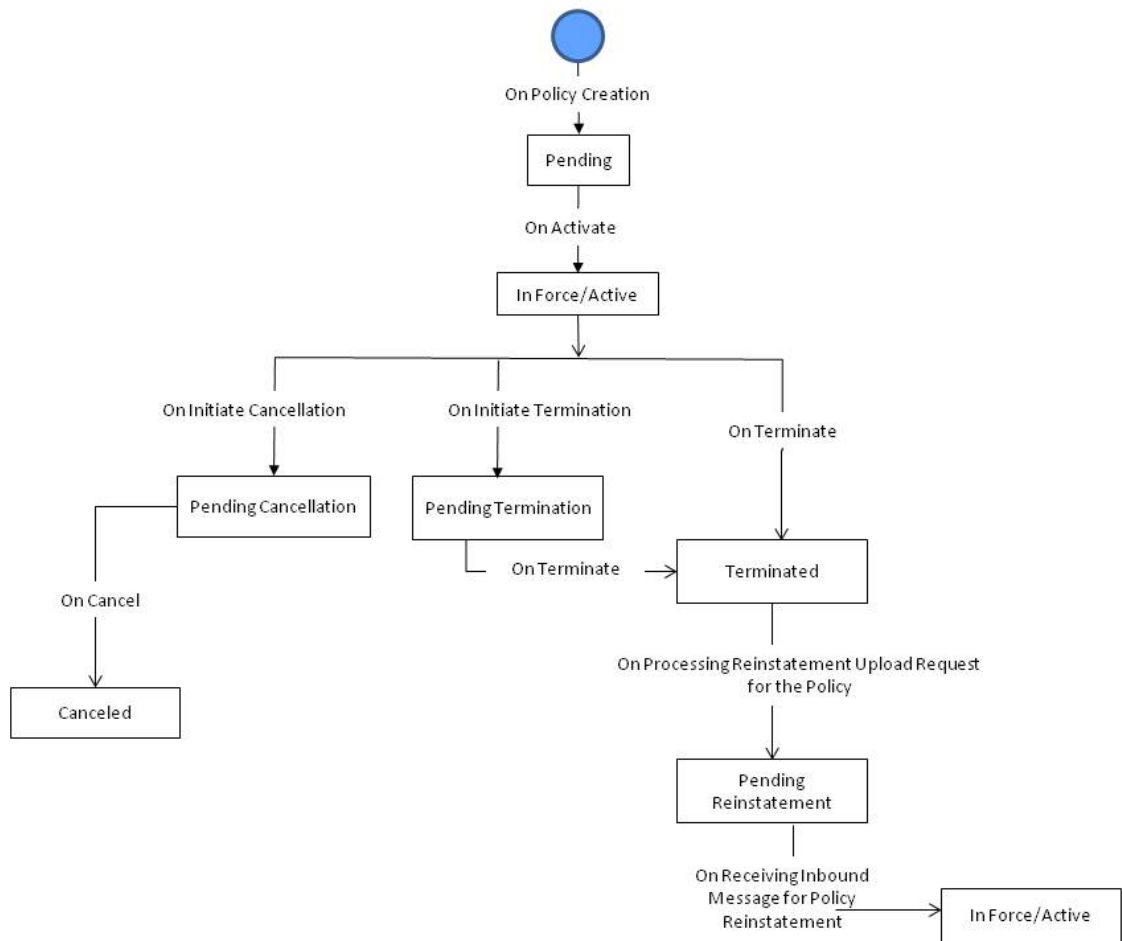 On Policy Creation
Pending
On Activate
In Force/Active
On Initiate Cancellation
On Initiate Termination
On Terminate
Pending Cancellation
Pending Termination
On Terminate
Terminated
On Cancel
On Processing Reinstatement Upload Request
for the Policy
Canceled
Pending
Reinstatement
On Receiving Inbound
Message for Policy
Reinstatement
In Force/Active